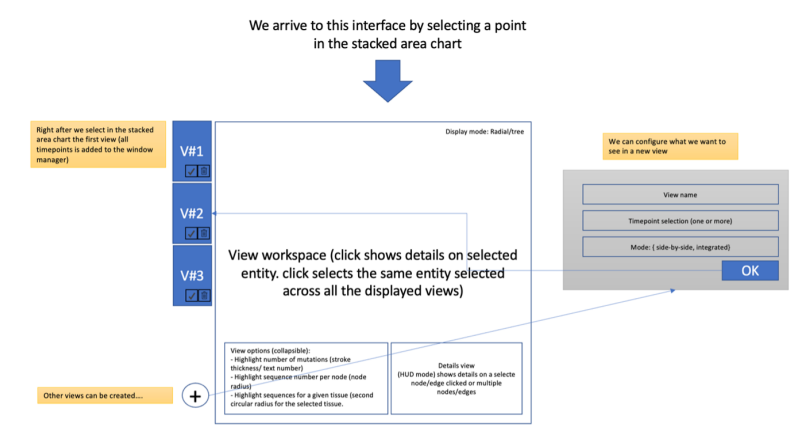 We arrive to this interface by selecting a point
in the stacked area chart
Right after we select in the stacked
area chart the first view (all
timepoints is added to the window
manager)
V#1
Display mode: Radial/tree
We can configure what we want to
see in a new view
V#2
View name
Timepoint selection (one or more)
Mode: ( side-by-side, integrated)
OK
View workspace (click shows details on selected
entity. click selects the same entity selected
across all the displayed views)
V#3
View options (collapsible):
- Highlight number of mutations (stroke
thickness/ text number)
- Highlight sequence number per node (node
radius)
- Highlight sequences for a given tissue (second
circular radius for the selected tissue.
Details view
(HUD mode) shows details on a selecte
node/edge clicked or multiple
nodes/edges
Other views can be created....
+